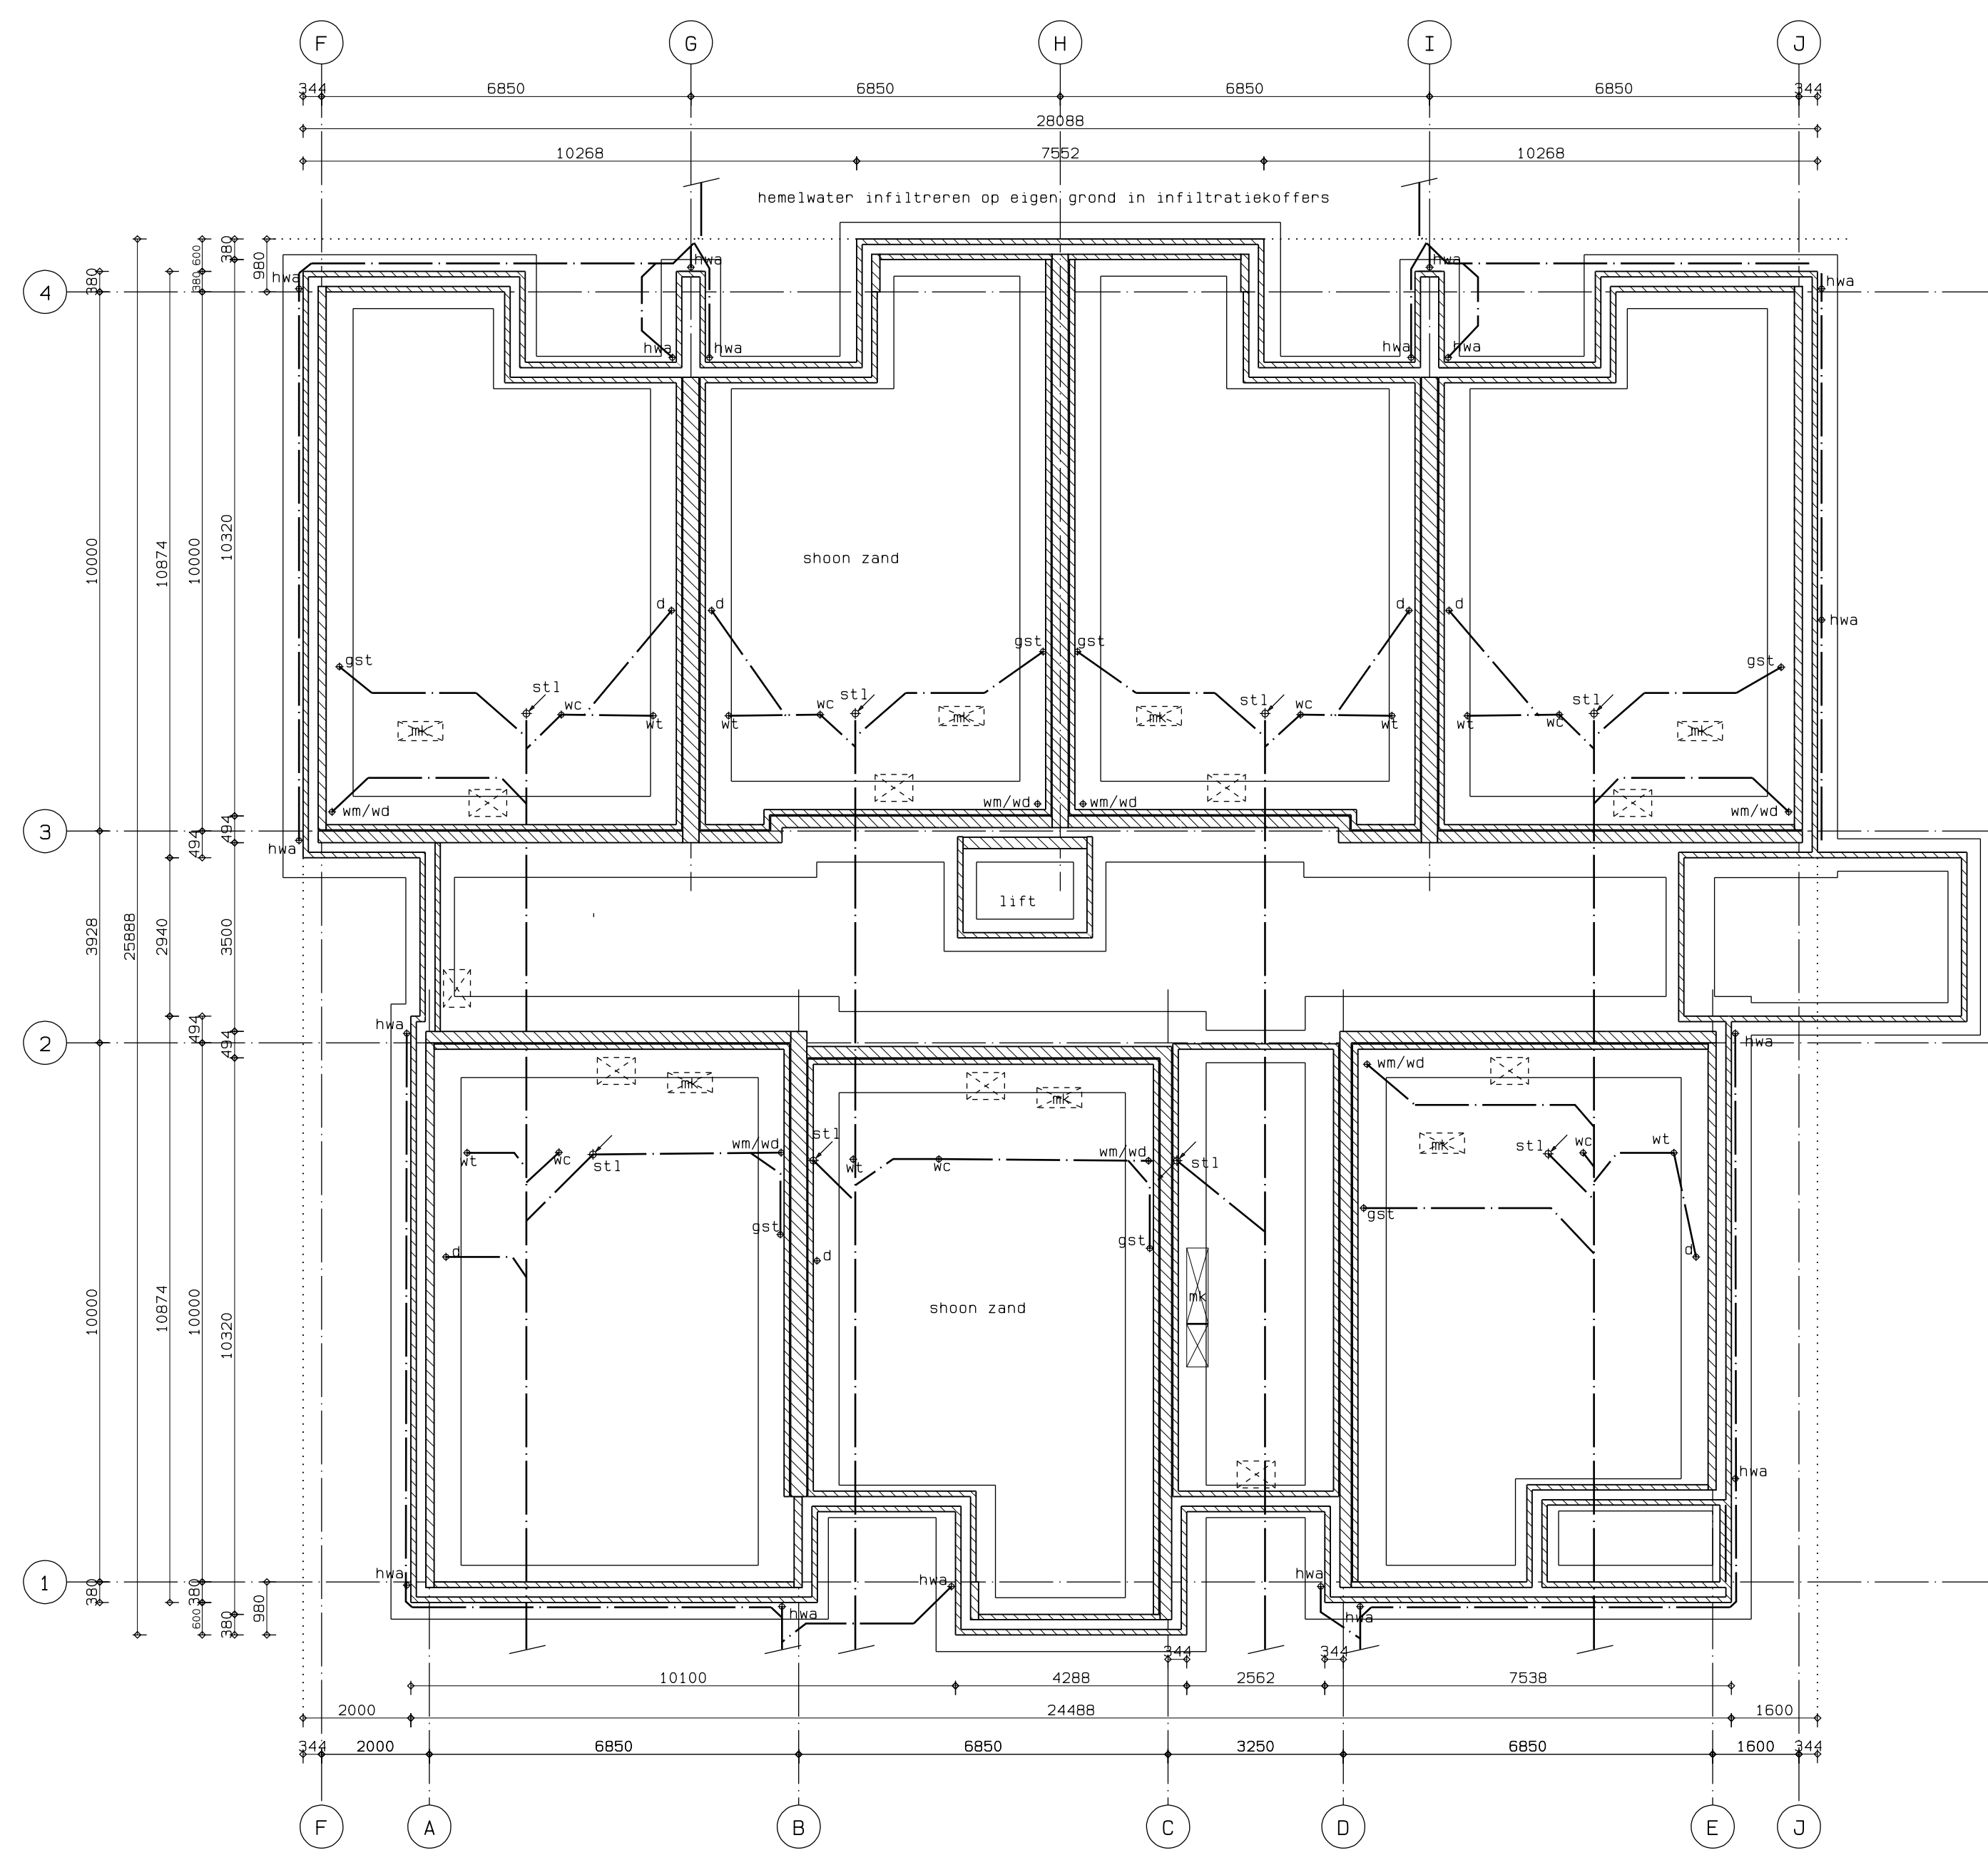 F G H I J
344 6850 6850 6850 6850 344
28088
10268 7552 10268
hemelwater infiltreren op eigen grond in infiltratiekoffers
380 600 380 380 980
hwa hwa hwa hwa
4
hwa hwa hwa hwa
10000 10874 10000 10320
shoon zand
d d d d
hwa
gst gst gst gst
stl wc stl wc stl wc stl wc
wt wt wt wt
mk mk mk mk
wm/wd wm/wd wm/wd wm/wd
3
494 494
hwa
lift
3928 25888 2940 3500
hwa hwa
494 494
2
wm/wd
mk mk mk
stl wm/wd wm/wd stl wc wt
wt wc stl wt wc stl
gst gst gst
d d d
mk
shoon zand
10000 10874 10000 10320
hwa
hwa hwa hwa
1
380 380 600 380 980
hwa hwa
344 344
10100 4288 2562 7538
2000 24488 1600
344 2000 6850 6850 3250 6850 1600 344
F A B C D E J